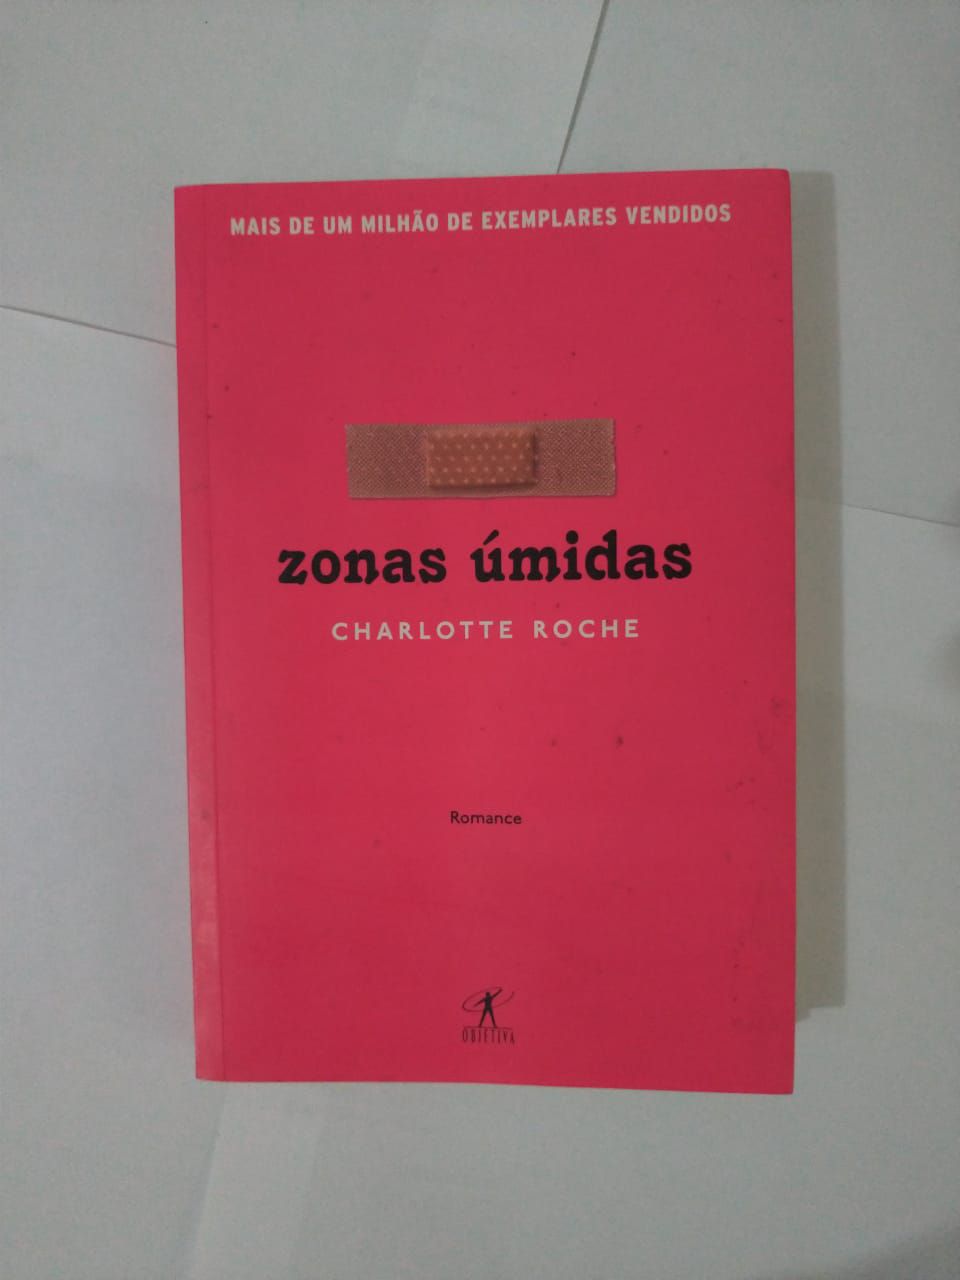 MAIS DE UM MILHÃO DE EXEMPLARES VENDIDOS
zonas úmidas
CHARLOTTE ROCHE
Romance
OBJETIVA